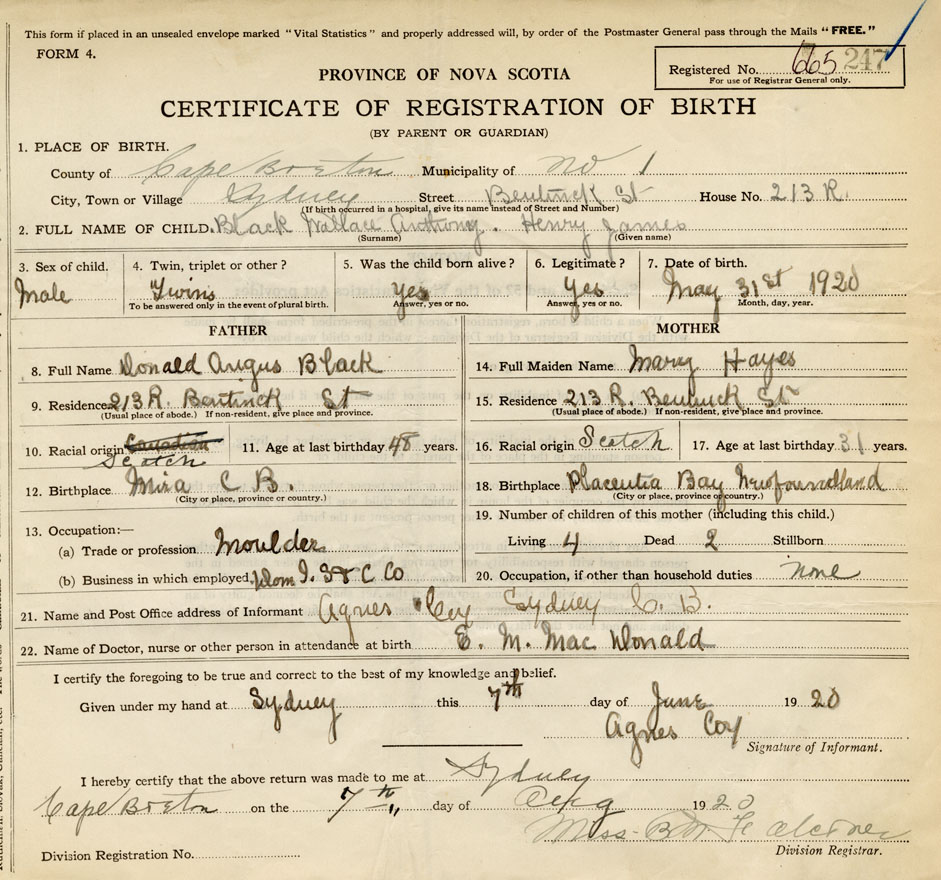 This form if placed in an unsealed envelope marked "Vital Statistics" and properly addressed will, by order of the Postmaster General pass through the Mails "FREE."
FORM 4.
Registered No. 665 247
For use of Registrar General only.
PROVINCE OF NOVA SCOTIA
CERTIFICATE OF REGISTRATION OF BIRTH
(BY PARENT OR GUARDIAN)
1. PLACE OF BIRTH.
County of Cape Breton Municipality of No 1
City, Town or Village Sydney Street Bentinck St House No. 213 R.
(If birth occurred in a hospital, give its name instead of Street and Number)
2. FULL NAME OF CHILD. Black Wallace Anthony. Henry James
(Surname) (Given name)
3. Sex of child. 4. Twin, triplet or other? 5. Was the child born alive? 6. Legitimate? 7. Date of birth.
Male Twins Yes Yes May 31st 1920
To be answered only in the event of plural birth. Answer, yes or no. Answer, yes or no. Month, day, year.
FATHER MOTHER
8. Full Name Donald Angus Black 14. Full Maiden Name Mary Hayes
9. Residence 213 R. Bentinck St 15. Residence 213 R. Bentinck St
(Usual place of abode.) If non-resident, give place and province. (Usual place of abode.) If non-resident, give place and province.
10. Racial origin Canadian 11. Age at last birthday 48 years. 16. Racial origin Scotch 17. Age at last birthday 31 years.
Scotch
12. Birthplace Mira C B. 18. Birthplace Placentia Bay Newfoundland
(City or place, province or country.) (City or place, province or country.)
19. Number of children of this mother (including this child.)
13. Occupation:—
(a) Trade or profession Moulder Living 4 Dead 2 Stillborn
(b) Business in which employed, Dom I. S & C Co 20. Occupation, if other than household duties none
21. Name and Post Office address of Informant Agnes Coy Sydney C. B.
22. Name of Doctor, nurse or other person in attendance at birth E. M. Mac Donald
I certify the foregoing to be true and correct to the best of my knowledge and belief.
Given under my hand at Sydney this 7th day of June 1920
Agnes Coy
Signature of Informant.
I hereby certify that the above return was made to me at Sydney
Cape Breton on the 7th day of Aug 1920
Miss B
Division Registrar.
Division Registration No.